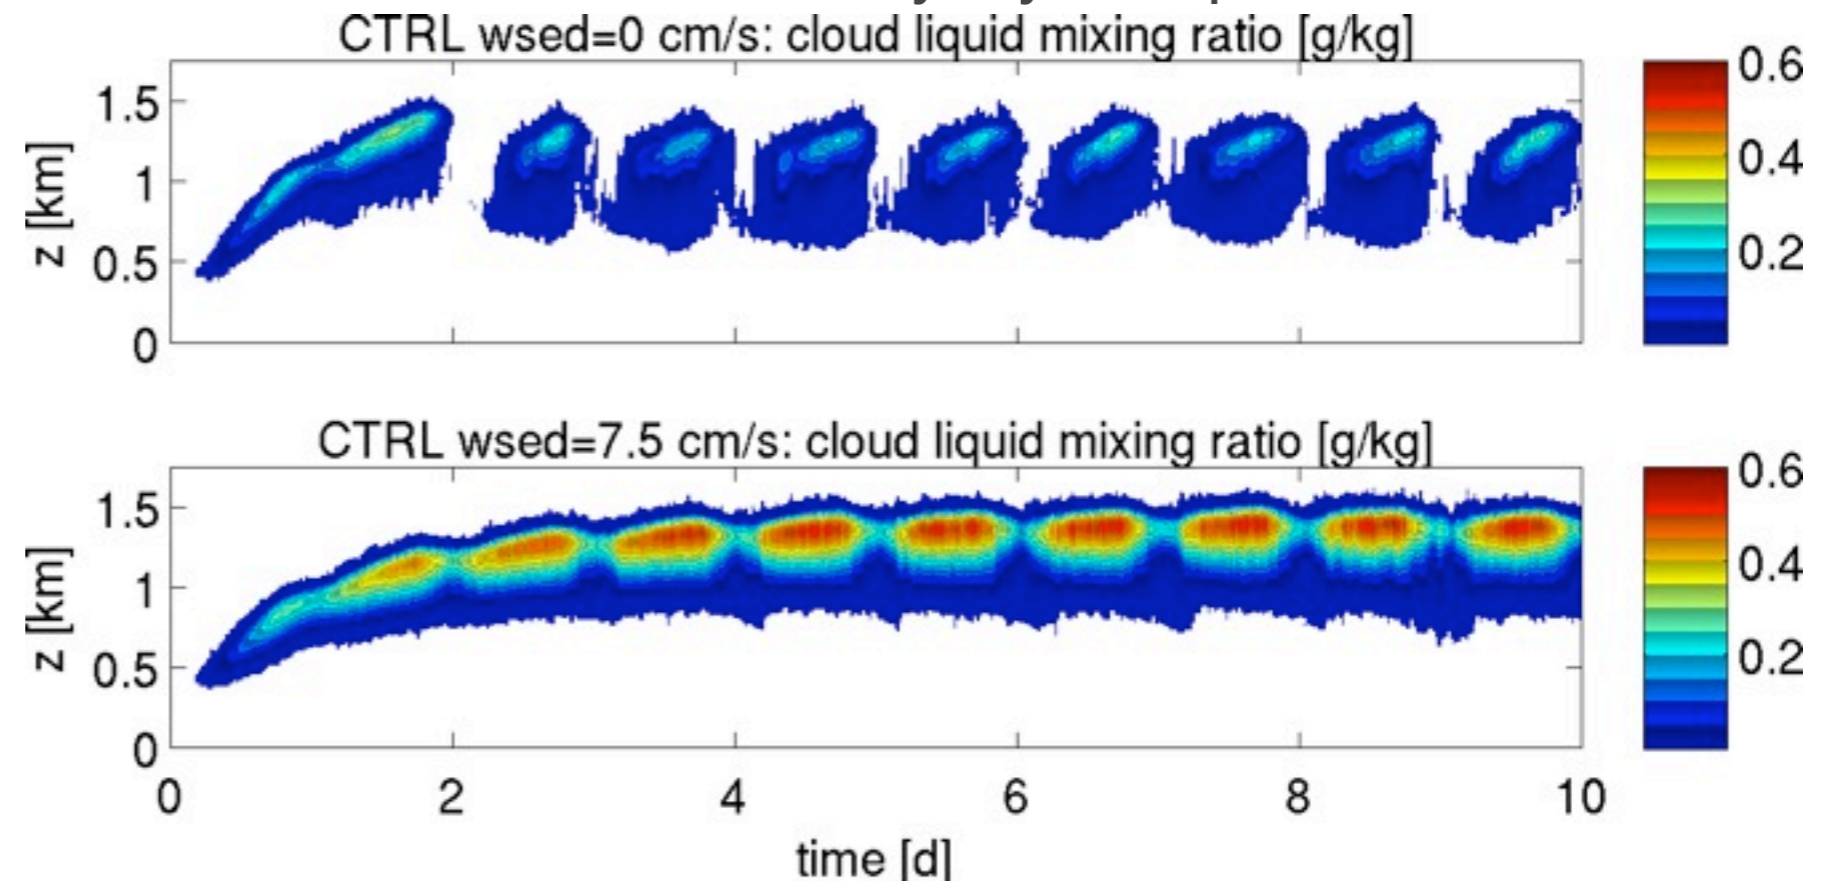 CTRL wsed=0 cm/s: cloud liquid mixing ratio [g/kg]
z [km]
1.5
1
0.5
0
0.6
0.4
0.2
CTRL wsed=7.5 cm/s: cloud liquid mixing ratio [g/kg]
z [km]
1.5
1
0.5
0
0.6
0.4
0.2
0 2 4 6 8 10
time [d]